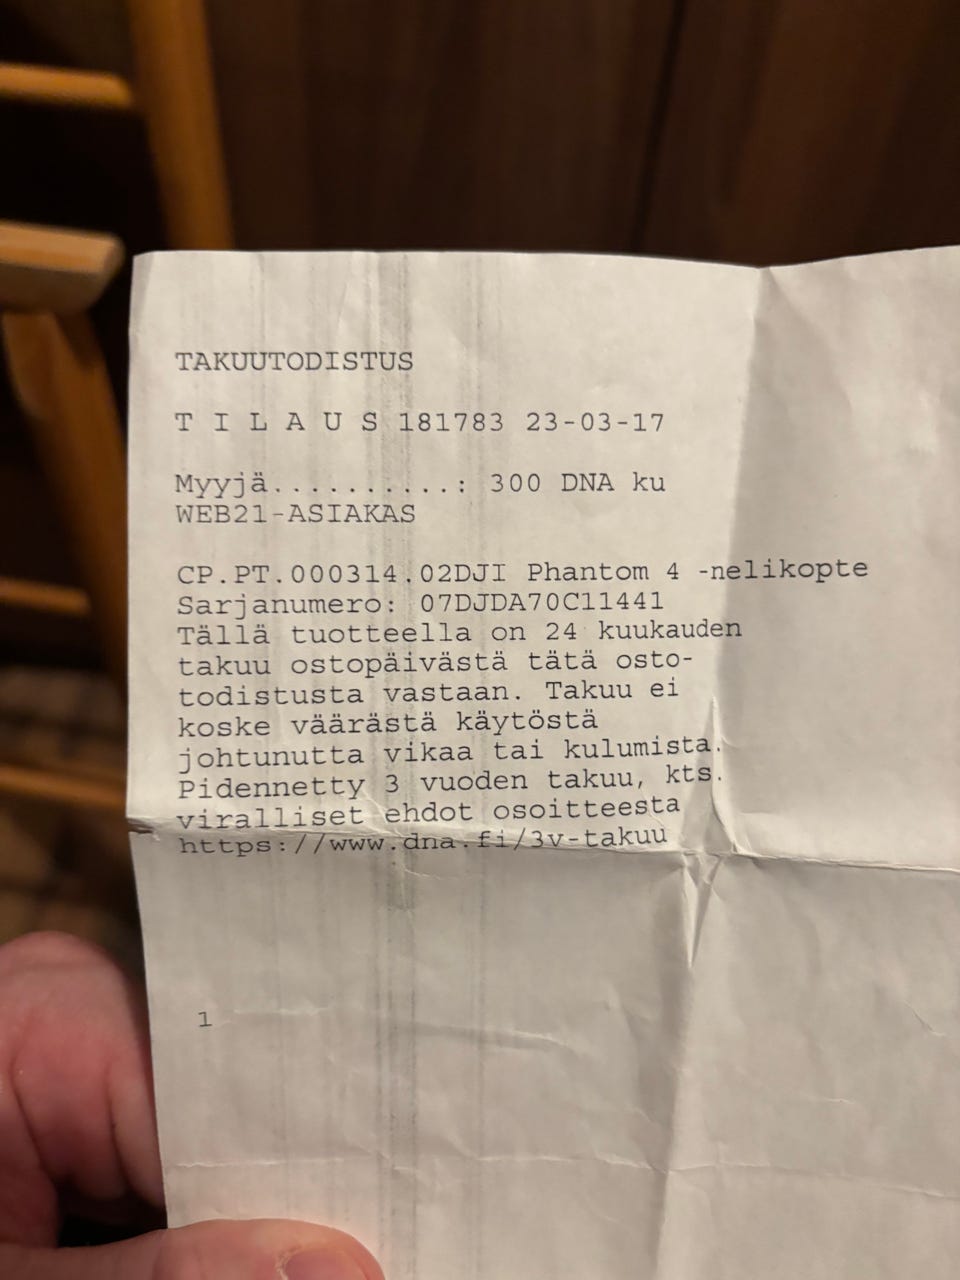 TAKUUTODISTUS
T I L A U S 181783 23-03-17
Myyjä..........: 300 DNA ku
WEB21-ASIAKAS
CP.PT.000314.02DJI Phantom 4 -nelikopte
Sarjanumero: 07DJDA70C11441
Tällä tuotteella on 24 kuukauden
takuu ostopäivästä tätä osto-
todistusta vastaan. Takuu ei
koske väärästä käytöstä
johtunutta vikaa tai kulumista.
Pidennetty 3 vuoden takuu, kts.
viralliset ehdot osoitteesta
https://www.dna.fi/3v-takuu
1